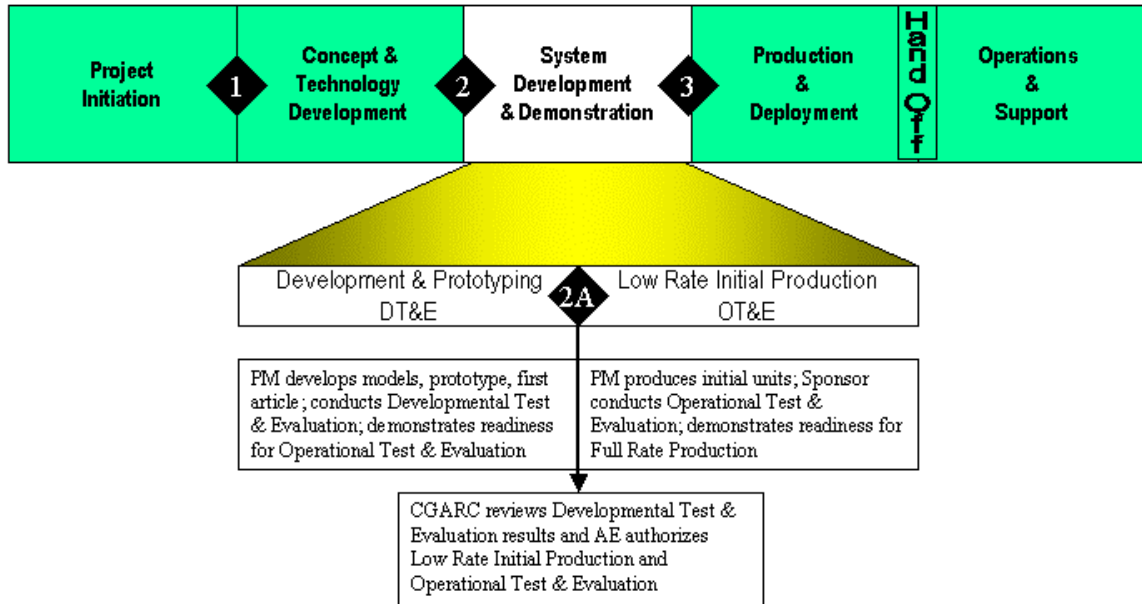 Project
Initiation
1
Concept &
Technology
Development
2
System
Development
& Demonstration
3
Production
&
Deployment
Hand Off
Operations
&
Support
Development & Prototyping
DT&E
2A
Low Rate Initial Production
OT&E
PM develops models, prototype, first
article; conducts Developmental Test
& Evaluation; demonstrates readiness
for Operational Test & Evaluation
PM produces initial units; Sponsor
conducts Operational Test &
Evaluation; demonstrates readiness for
Full Rate Production
CGARC reviews Developmental Test &
Evaluation results and AE authorizes
Low Rate Initial Production and
Operational Test & Evaluation